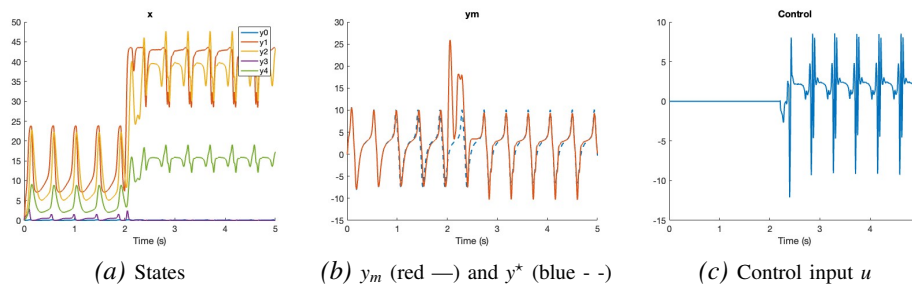 x
50
45
40
35
30
25
20
15
10
5
0
0 1 2 3 4 5
Time (s)
y0
y1
y2
y3
y4
(a) States
ym
30
25
20
15
10
5
0
-5
-10
-15
0 1 2 3 4 5
Time (s)
(b) yₘ (red —) and y⋆ (blue - -)
Control
10
5
0
-5
-10
-15
0 1 2 3 4
Time (s)
(c) Control input u